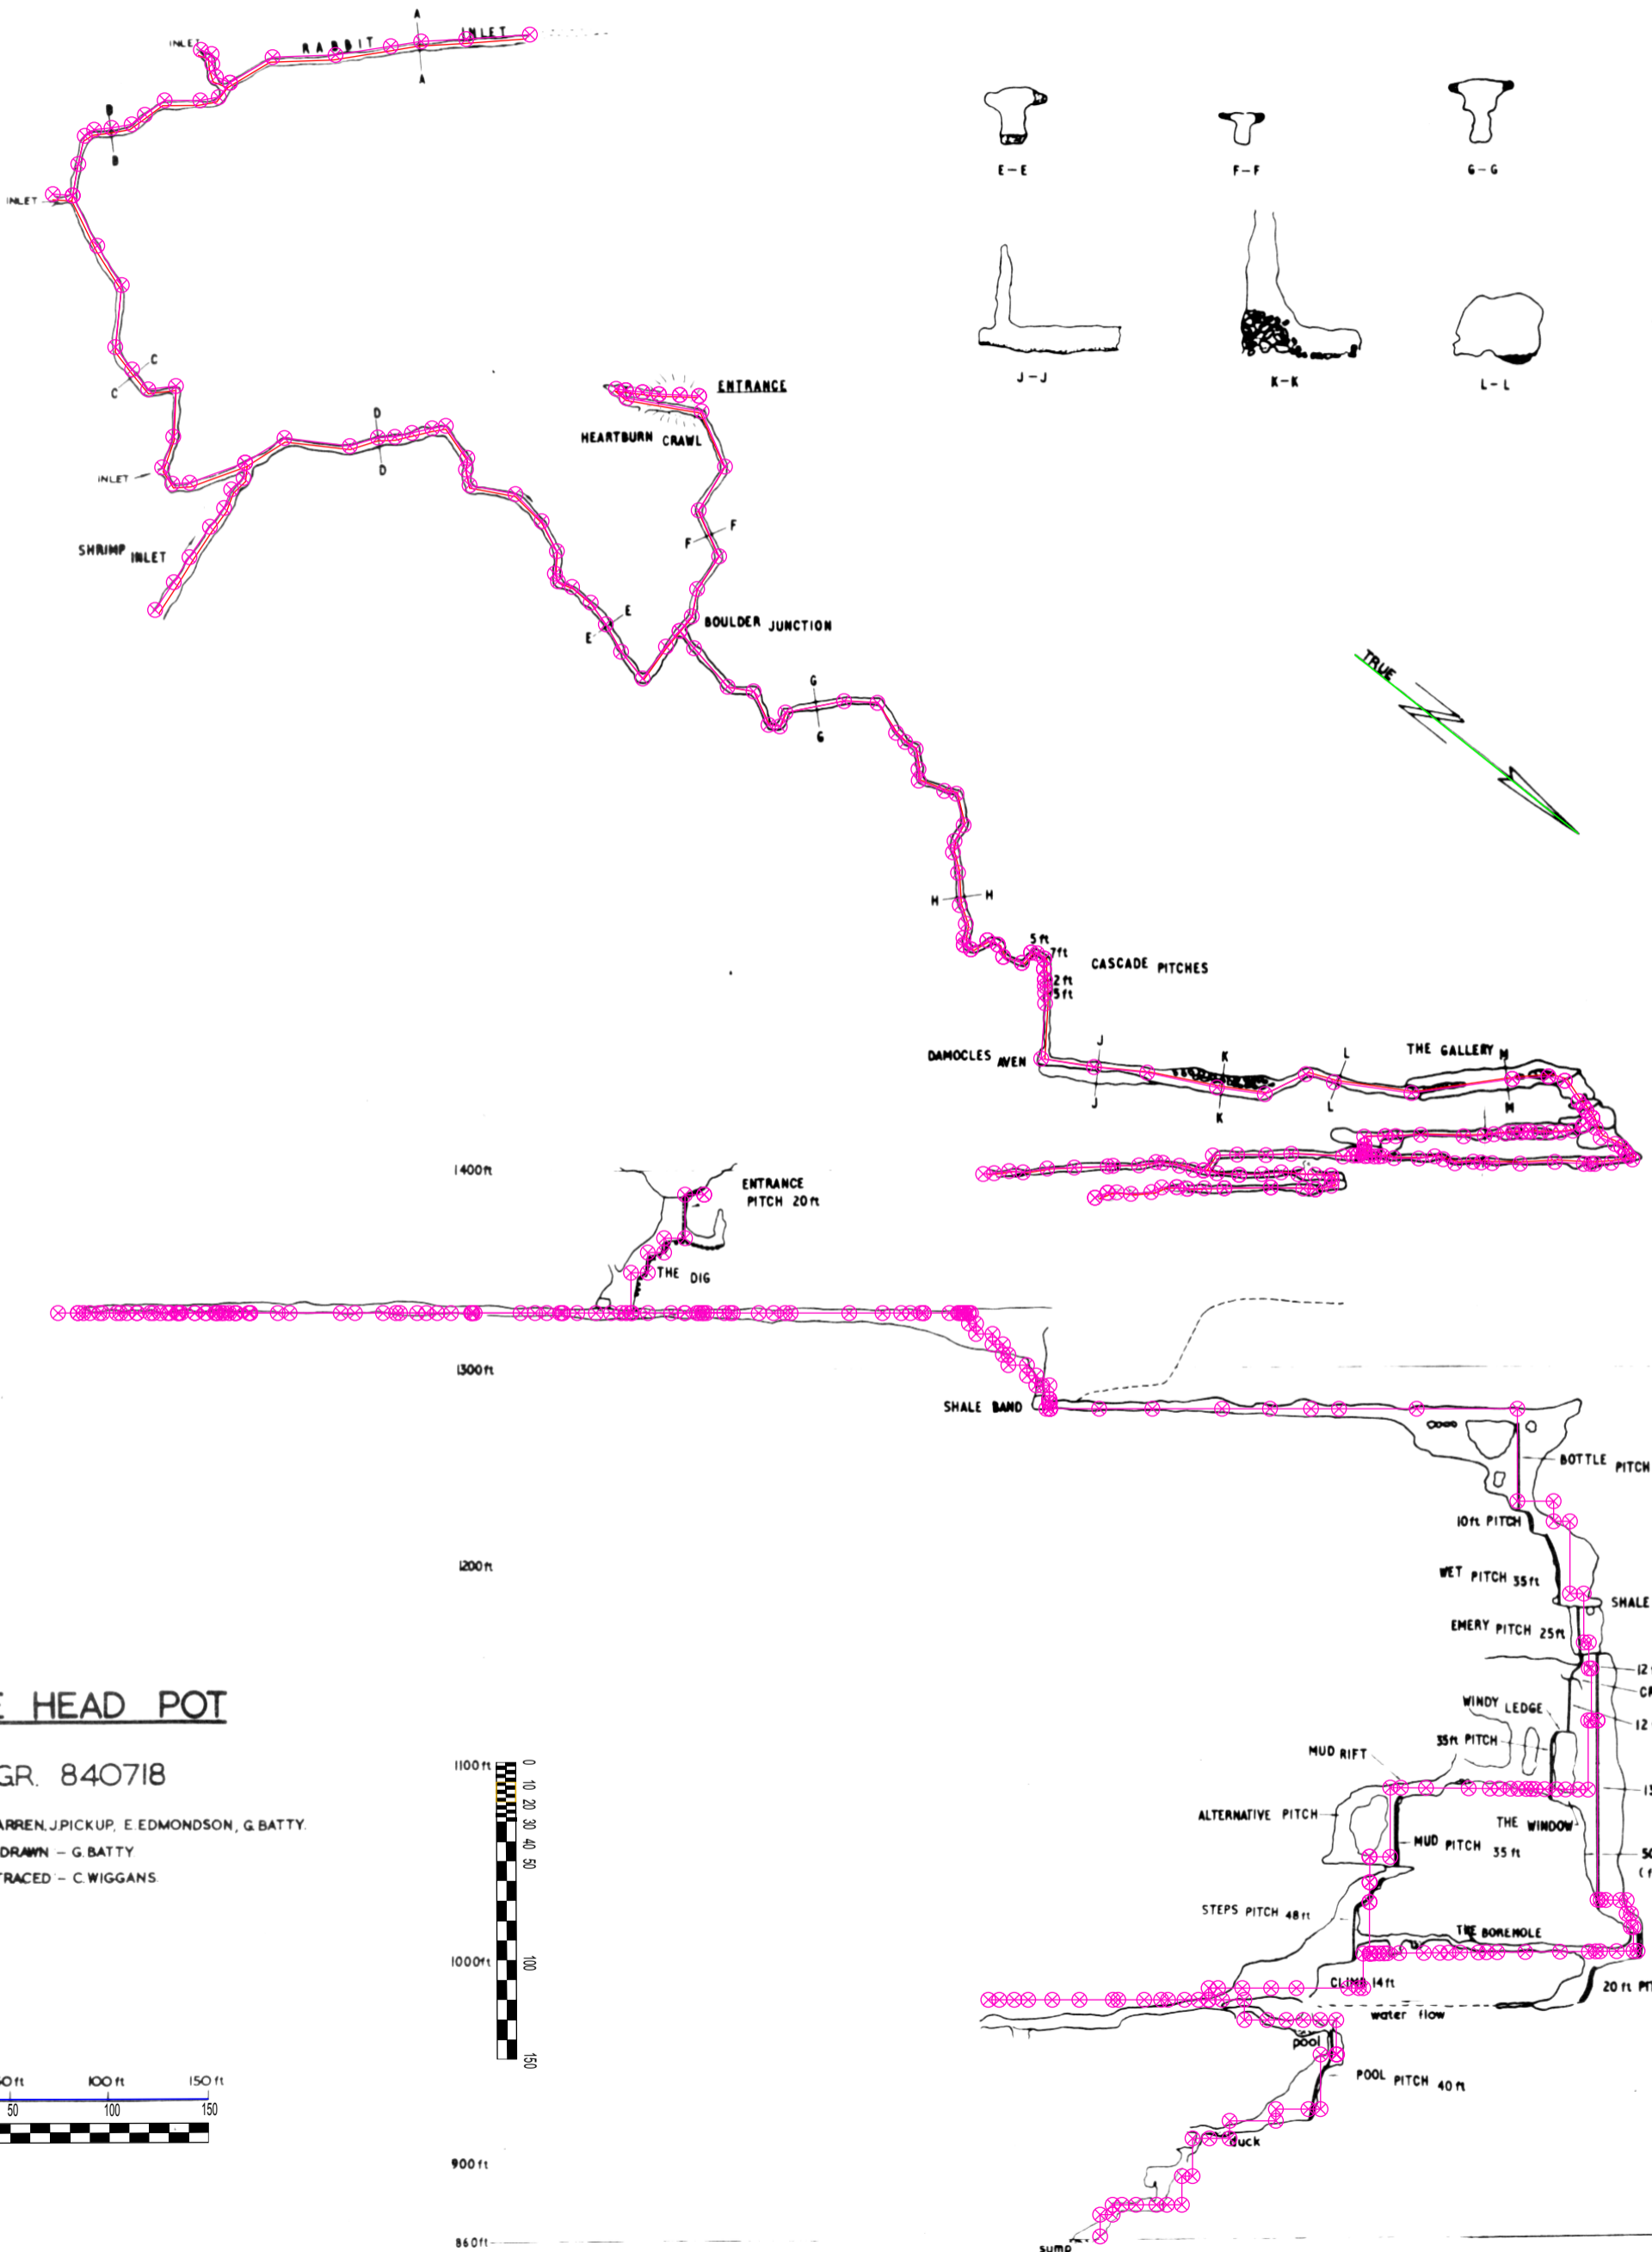 A
INLET
RABBIT INLET
A
B
B
INLET
E-E
F-F
G-G
J-J
K-K
L-L
C
C
ENTRANCE
D
HEARTBURN CRAWL
D
INLET
F
F
SHRIMP INLET
E
E
BOULDER JUNCTION
TRUE
N
G
G
H
H
5ft
7ft
CASCADE PITCHES
2ft
5ft
DAMOCLES AVEN
J
K
L
THE GALLERY
M
J
K
L
M
1400ft
ENTRANCE
PITCH 20ft
THE DIG
1300ft
SHALE BAND
BOTTLE PITCH
10ft PITCH
1200ft
WET PITCH 35ft
SHALE
EMERY PITCH 25ft
12
WINDY LEDGE
12
35ft PITCH
E HEAD POT
GR. 840718
MUD RIFT
1100ft
0 10 20 30 40 50 100 150
ALTERNATIVE PITCH
THE WINDOW
ARREN, J.PICKUP, E.EDMONDSON, G.BATTY.
DRAWN - G.BATTY
TRACED - C.WIGGANS.
MUD PITCH 35ft
STEPS PITCH 48ft
THE BOREHOLE
1000ft
CLIMB 14ft
20ft PI
water flow
pool
POOL PITCH 40ft
0ft 100ft 150ft
50 100 150
duck
900ft
860ft
sump